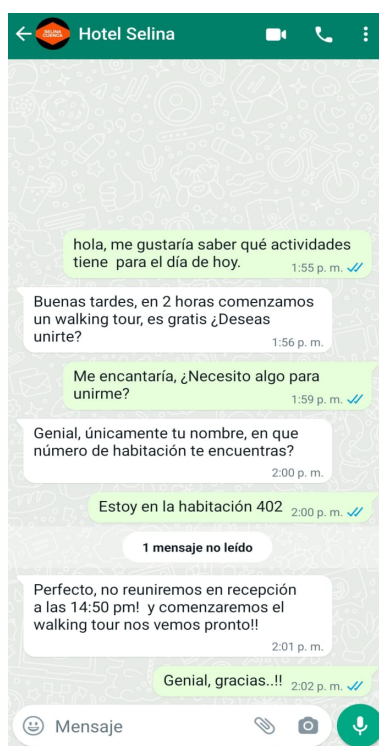 SELINA
CUENCA
Hotel Selina
hola, me gustaría saber qué actividades
tiene para el día de hoy.
1:55 p. m.
Buenas tardes, en 2 horas comenzamos
un walking tour, es gratis ¿Deseas
unirte?
1:56 p. m.
Me encantaría, ¿Necesito algo para
unirme?
1:59 p. m.
Genial, únicamente tu nombre, en que
número de habitación te encuentras?
2:00 p. m.
Estoy en la habitación 402
2:00 p. m.
1 mensaje no leído
Perfecto, no reuniremos en recepción
a las 14:50 pm! y comenzaremos el
walking tour nos vemos pronto!!
2:01 p. m.
Genial, gracias..!!
2:02 p. m.
Mensaje